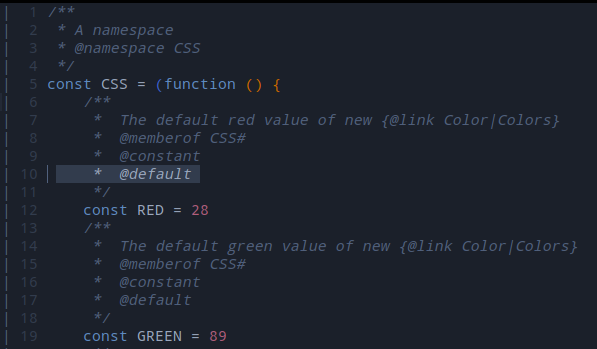 1 /**
2  * A namespace
3  * @namespace CSS
4  */
5 const CSS = (function () {
6     /**
7      *  The default red value of new {@link Color|Colors}
8      *  @memberof CSS#
9      *  @constant
10      *  @default
11      */
12     const RED = 28
13     /**
14      *  The default green value of new {@link Color|Colors}
15      *  @memberof CSS#
16      *  @constant
17      *  @default
18      */
19     const GREEN = 89